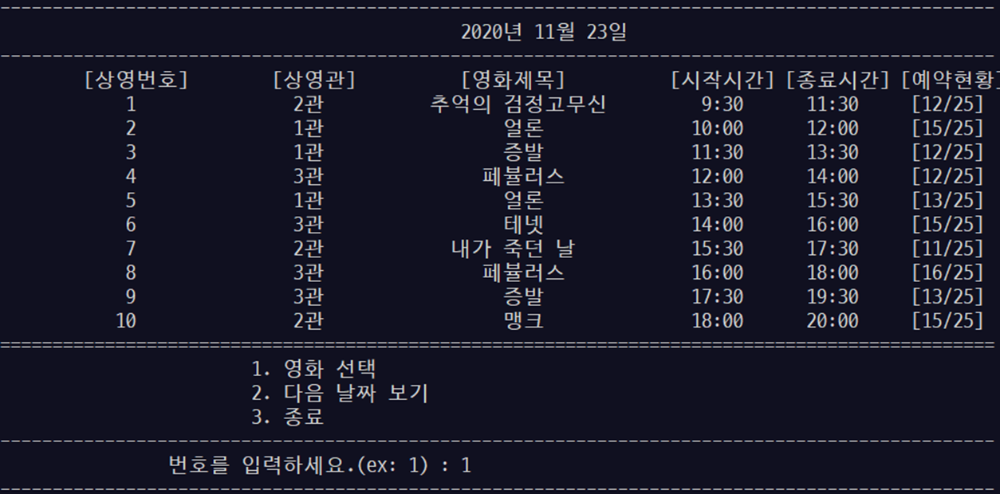 2020년 11월 23일
[상영번호] [상영관] [영화제목] [시작시간] [종료시간] [예약현황]
1 2관 추억의 검정고무신 9:30 11:30 [12/25]
2 1관 얼론 10:00 12:00 [15/25]
3 1관 증발 11:30 13:30 [12/25]
4 3관 페뷸러스 12:00 14:00 [12/25]
5 1관 얼론 13:30 15:30 [13/25]
6 3관 테넷 14:00 16:00 [15/25]
7 2관 내가 죽던 날 15:30 17:30 [11/25]
8 3관 페뷸러스 16:00 18:00 [16/25]
9 3관 증발 17:30 19:30 [13/25]
10 2관 맹크 18:00 20:00 [15/25]
1. 영화 선택
2. 다음 날짜 보기
3. 종료
번호를 입력하세요.(ex: 1) : 1